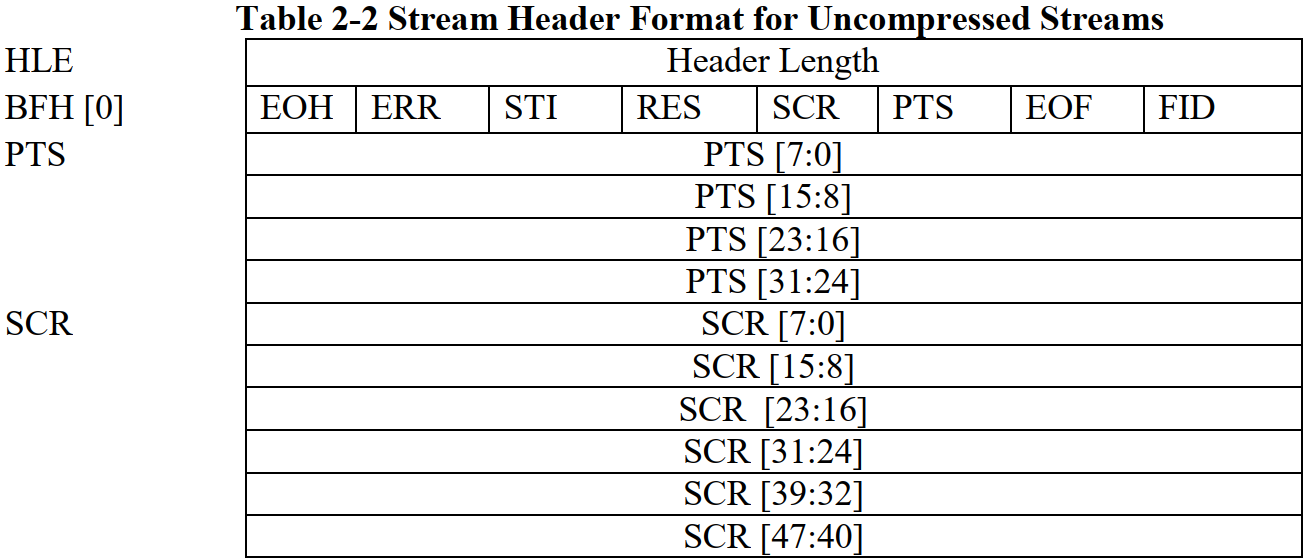 Table 2-2 Stream Header Format for Uncompressed Streams
HLE Header Length
BFH [0] EOH ERR STI RES SCR PTS EOF FID
PTS PTS [7:0]
PTS [15:8]
PTS [23:16]
PTS [31:24]
SCR SCR [7:0]
SCR [15:8]
SCR [23:16]
SCR [31:24]
SCR [39:32]
SCR [47:40]